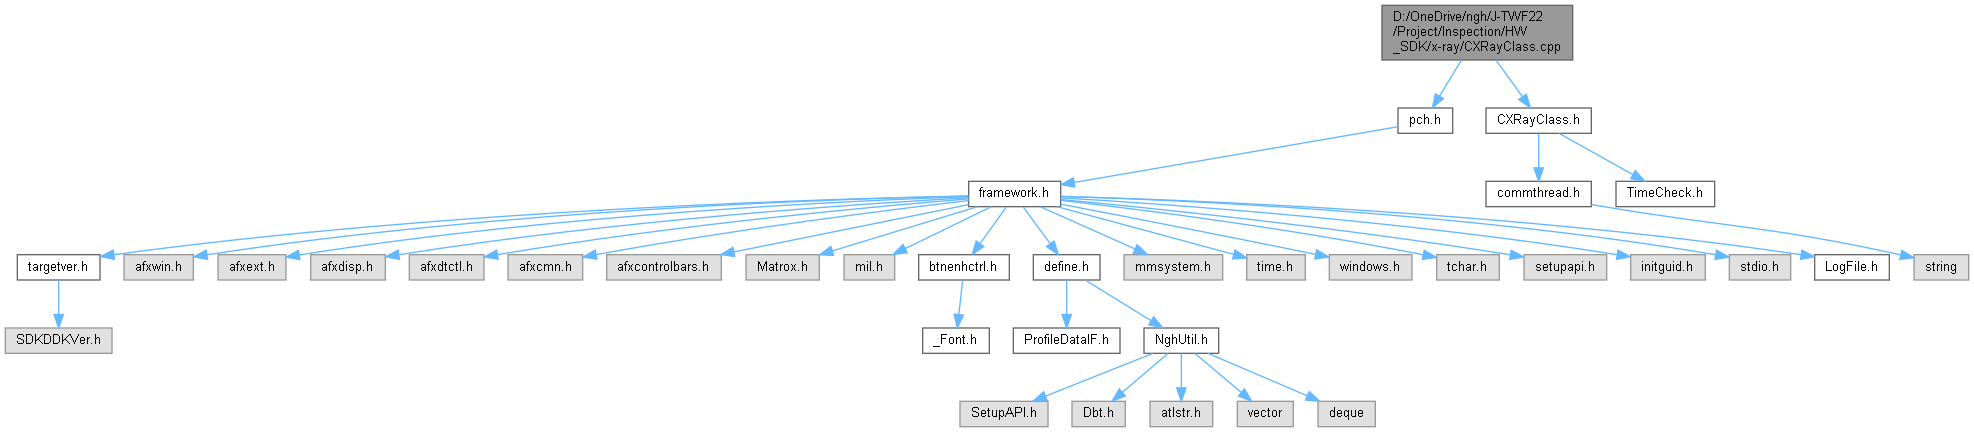 D:/OneDrive/ngh/J-TWF22
/Project/Inspection/HW
_SDK/x-ray/CXRayClass.cpp
pch.h
CXRayClass.h
framework.h
commthread.h
TimeCheck.h
targetver.h
afxwin.h
afxext.h
afxdisp.h
afxdtctl.h
afxcmn.h
afxcontrolbars.h
Matrox.h
mil.h
btnenhctrl.h
define.h
mmsystem.h
time.h
windows.h
tchar.h
setupapi.h
initguid.h
stdio.h
LogFile.h
string
SDKDDKVer.h
_Font.h
ProfileDataIF.h
NghUtil.h
SetupAPI.h
Dbt.h
atlstr.h
vector
deque